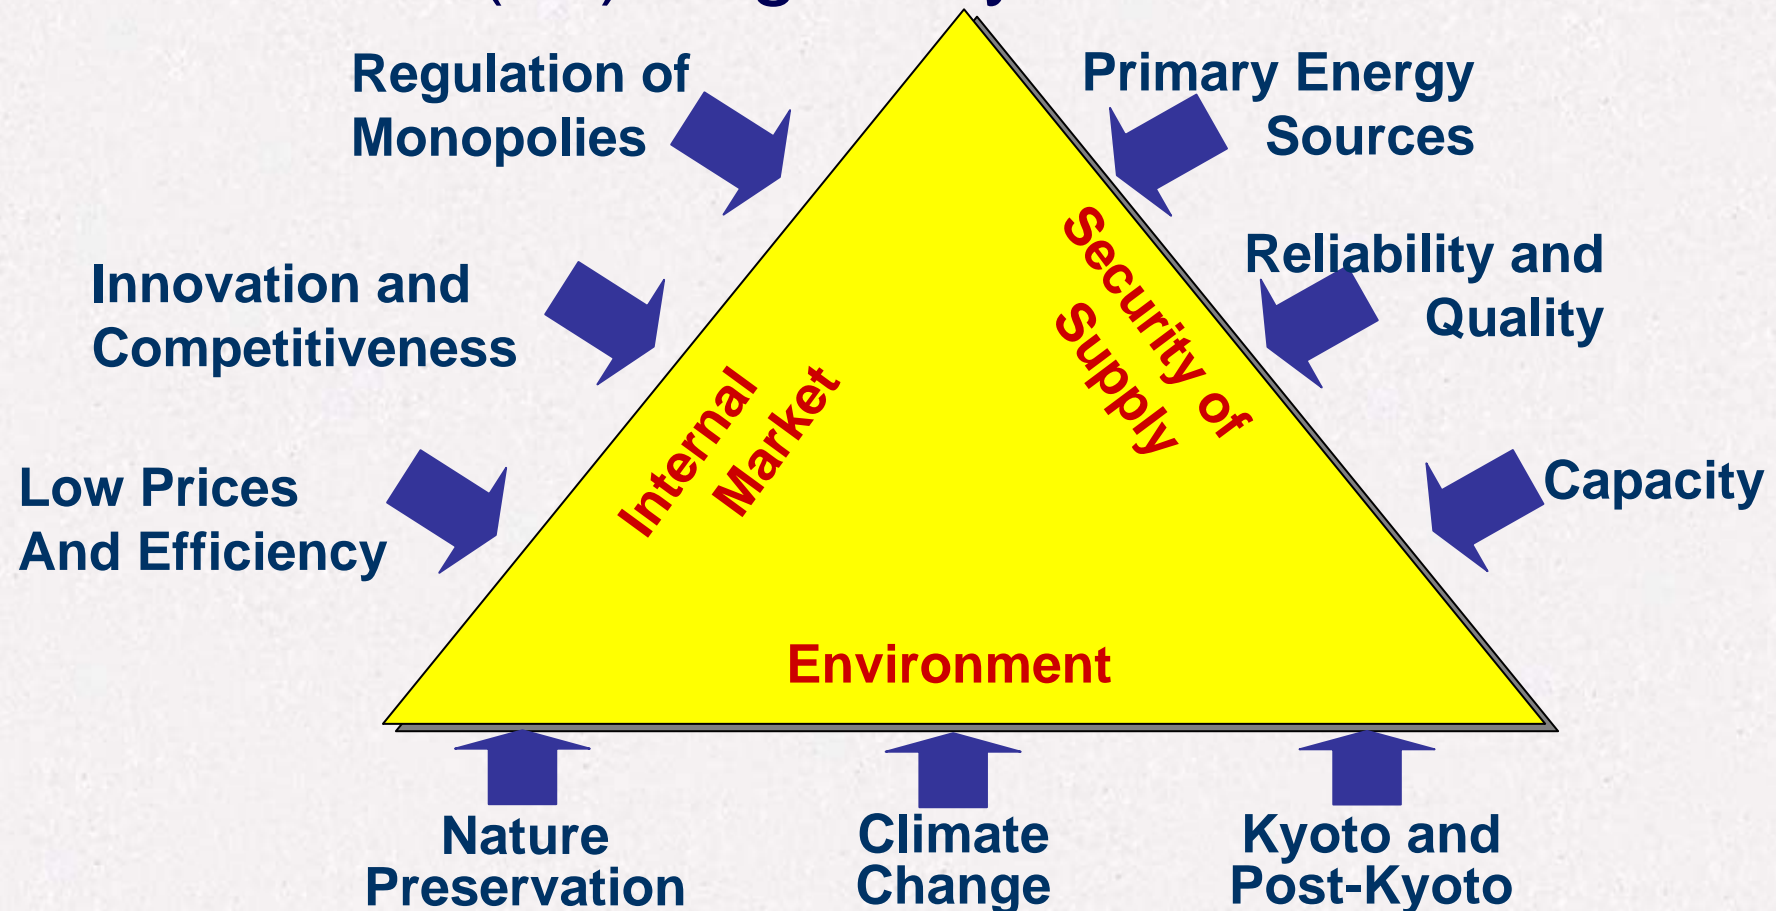 Regulation of
Monopolies
Primary Energy
Sources
Innovation and
Competitiveness
Reliability and
Quality
Low Prices
And Efficiency
Capacity
Internal
Market
Security of
Supply
Environment
Nature
Preservation
Climate
Change
Kyoto and
Post-Kyoto